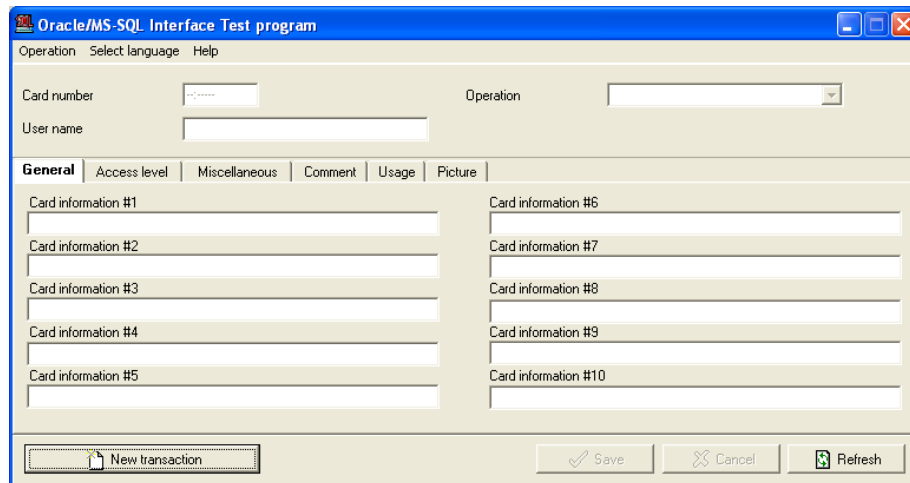 Oracle/MS-SQL Interface Test program
Operation Select language Help
Card number --:----- Operation
User name
General Access level Miscellaneous Comment Usage Picture
Card information #1 Card information #6
Card information #2 Card information #7
Card information #3 Card information #8
Card information #4 Card information #9
Card information #5 Card information #10
New transaction Save Cancel Refresh